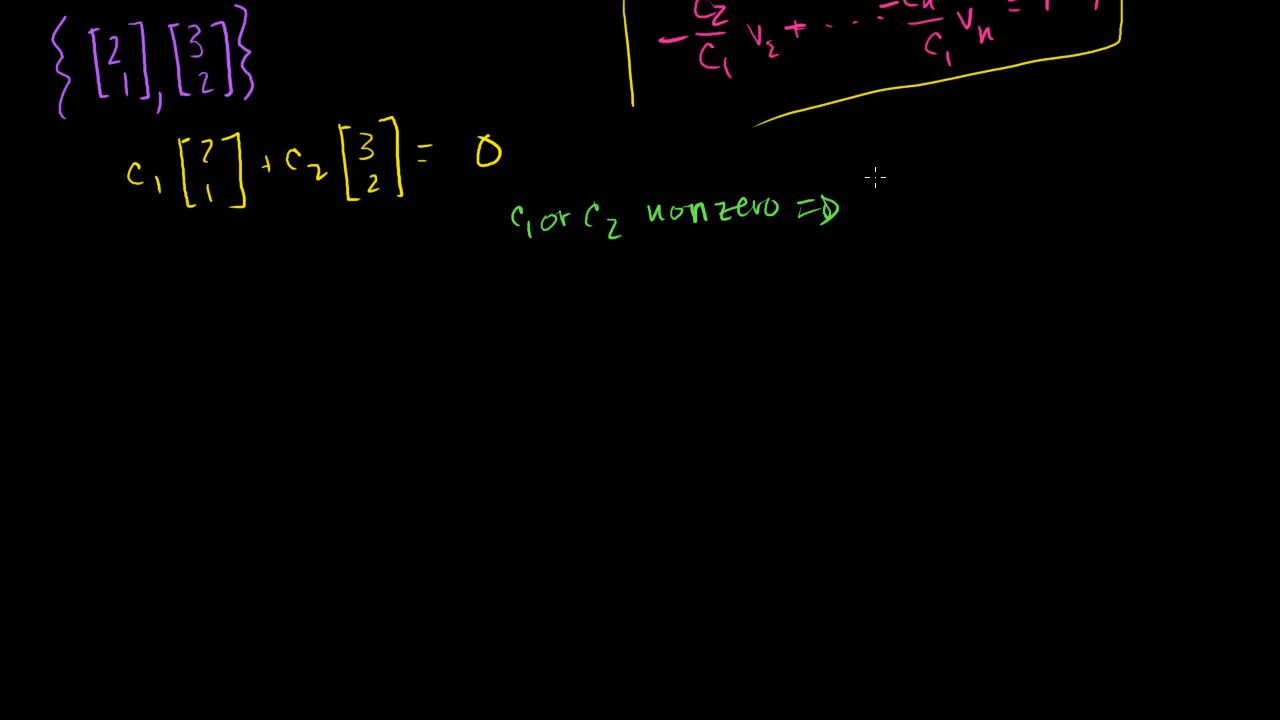 {[2 1], [3 2]}
-c₂/c₁ v₂ + ... - cₙ/c₁ vₙ =
c₁ [2 1] + c₂ [3 2] = 0
c₁ or c₂ nonzero ⇒